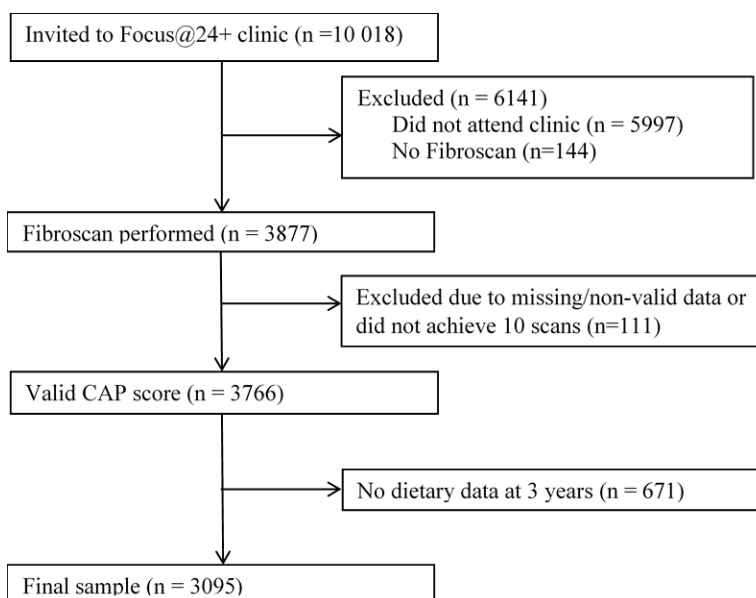 Invited to Focus@24+ clinic (n =10 018)
Excluded (n = 6141)
Did not attend clinic (n = 5997)
No Fibroscan (n=144)
Fibroscan performed (n = 3877)
Excluded due to missing/non-valid data or
did not achieve 10 scans (n=111)
Valid CAP score (n = 3766)
No dietary data at 3 years (n = 671)
Final sample (n = 3095)